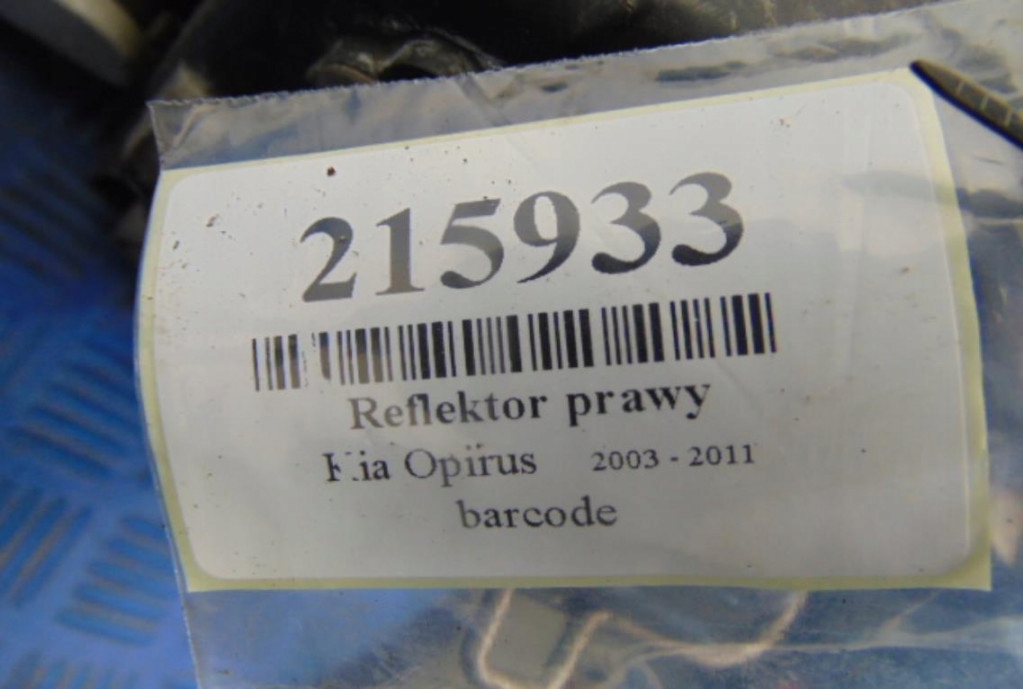 215933
Reflektor prawy
Kia Opirus 2003 - 2011
barcode